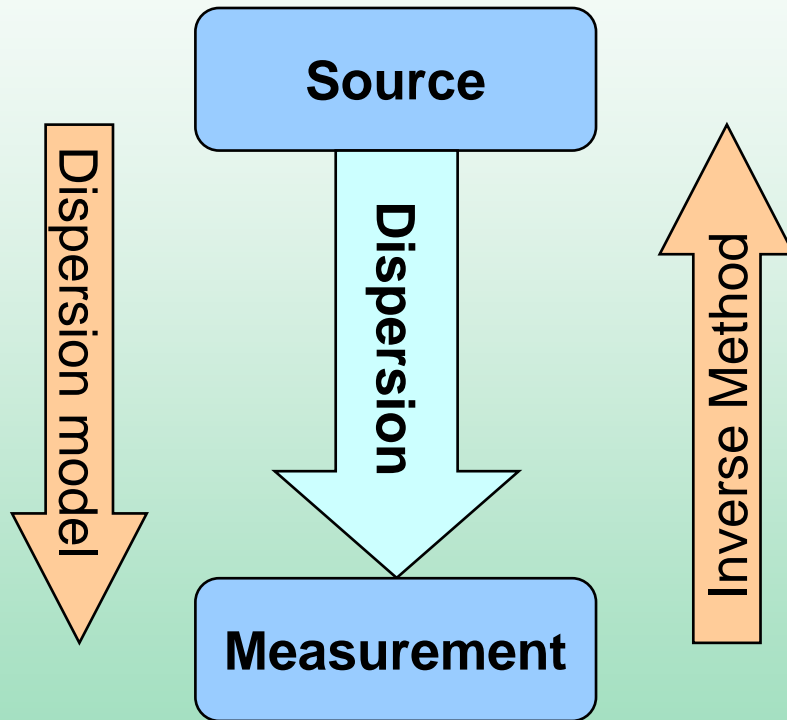 Source
Dispersion model
Dispersion
Inverse Method
Measurement